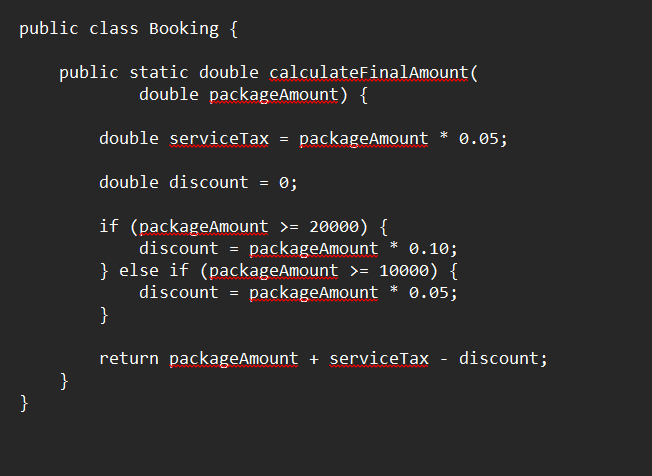 public class Booking {
public static double calculateFinalAmount(
double packageAmount) {
double serviceTax = packageAmount * 0.05;
double discount = 0;
if (packageAmount >= 20000) {
discount = packageAmount * 0.10;
} else if (packageAmount >= 10000) {
discount = packageAmount * 0.05;
}
return packageAmount + serviceTax - discount;
}
}